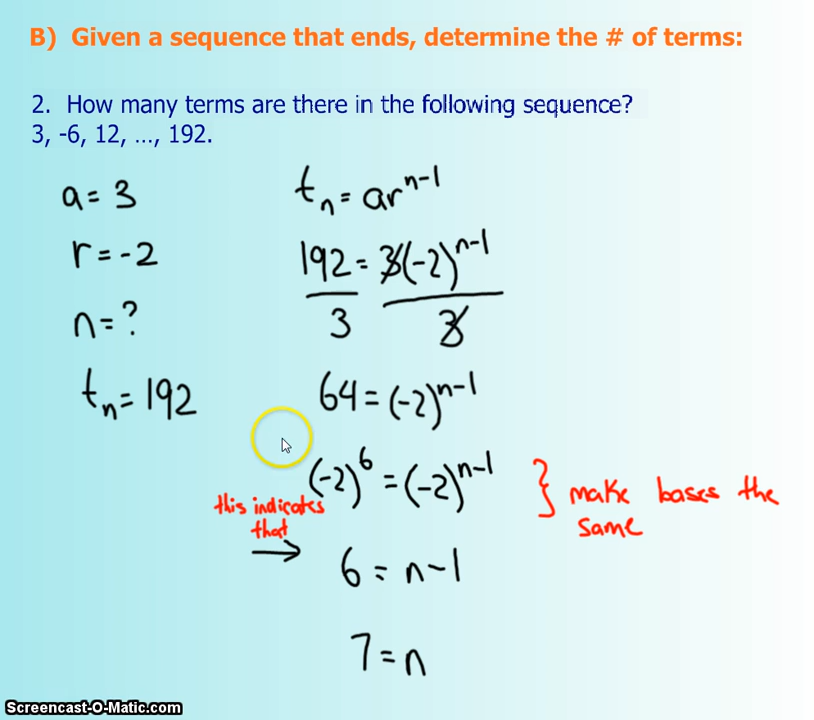 B) Given a sequence that ends, determine the # of terms:
2. How many terms are there in the following sequence?
3, -6, 12, ..., 192.
a = 3
r = -2
n = ?
tₙ = 192
tₙ = arⁿ⁻¹
192 = 3(-2)ⁿ⁻¹
3 3
64 = (-2)ⁿ⁻¹
(-2)⁶ = (-2)ⁿ⁻¹ } make bases the
same
this indicates
that →
6 = n-1
7 = n
Screencast-O-Matic.com